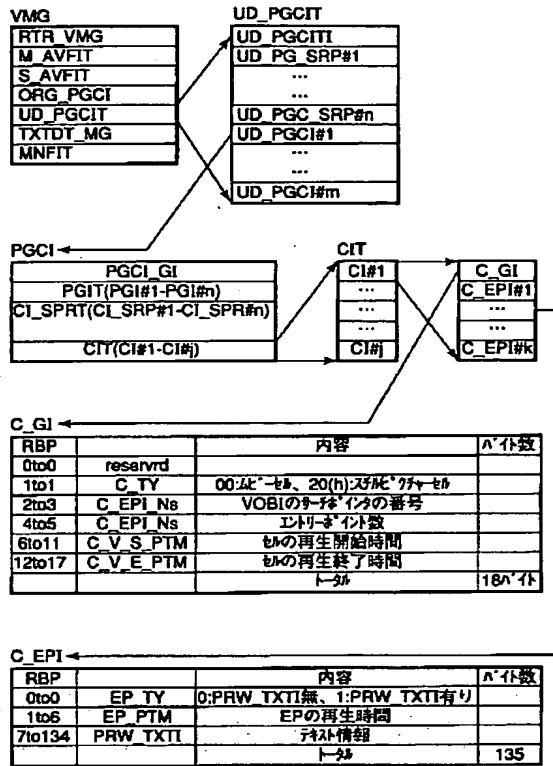 VMG
RTR_VMG
M_AVFIT
S_AVFIT
ORG_PGCI
UD_PGCIT
TXTDT_MG
MNFIT
UD_PGCIT
UD_PGCITI
UD_PG_SRP#1
...
...
UD_PGC_SRP#n
UD_PGCI#1
...
...
UD_PGCI#m
PGCI
PGCI_GI
PGIT(PGI#1-PGI#n)
CI_SPRT(CI_SRP#1-CI_SPR#n)
CIT(CI#1-CI#j)
CIT
CI#1
...
...
...
CI#j
C_GI
C_EPI#1
...
...
C_EPI#k
C_GI
RBP 内容 バイト数
0to0 reservrd
1to1 C_TY 00:ムビーセル、20(h):スチルピクチャーセル
2to3 C_EPI_Ns VOBIのサーチポインタの番号
4to5 C_EPI_Ns エントリーポイント数
6to11 C_V_S_PTM セルの再生開始時間
12to17 C_V_E_PTM セルの再生終了時間
トータル 18バイト
C_EPI
RBP 内容 バイト数
0to0 EP_TY 0:PRW_TXTI無、1:PRW_TXTI有り
1to6 EP_PTM EPの再生時間
7to134 PRW_TXTI テキスト情報
トータル 135